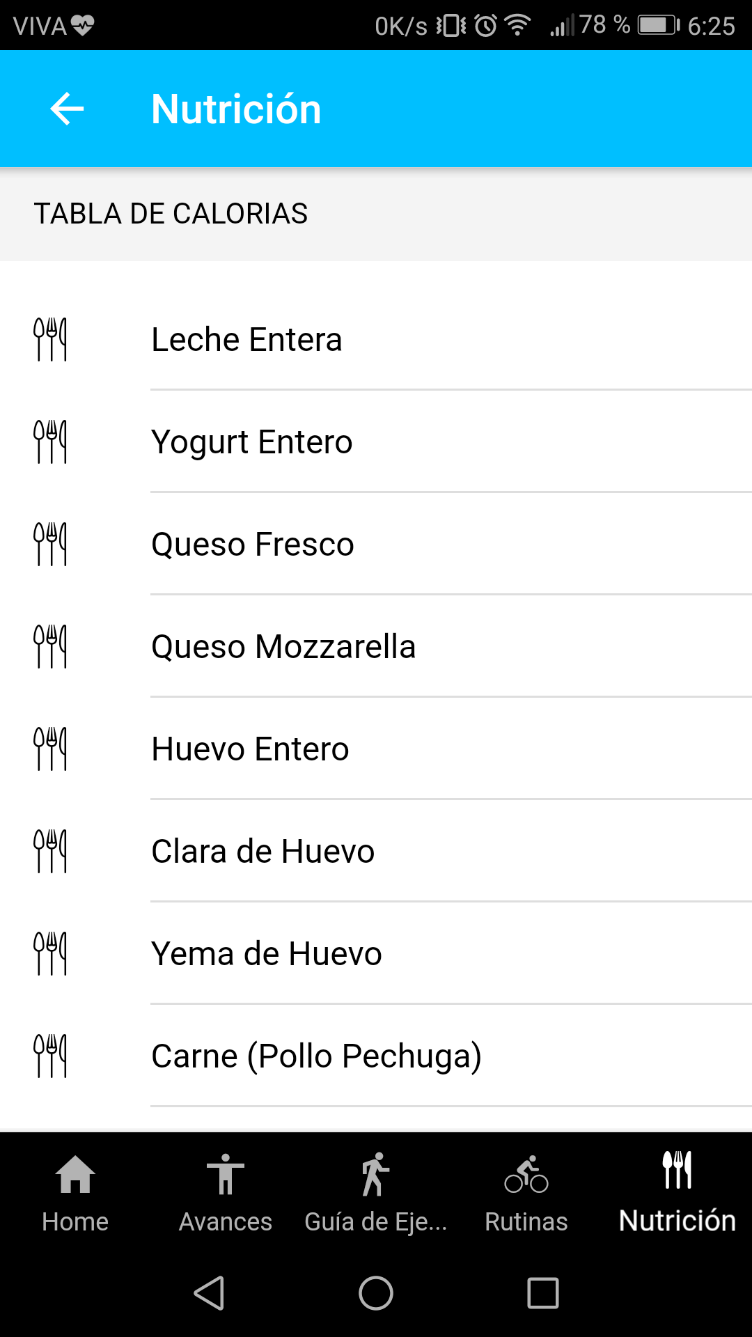 VIVA 0K/s 78 % 6:25
Nutrición
TABLA DE CALORIAS
Leche Entera
Yogurt Entero
Queso Fresco
Queso Mozzarella
Huevo Entero
Clara de Huevo
Yema de Huevo
Carne (Pollo Pechuga)
Home Avances Guía de Eje... Rutinas Nutrición